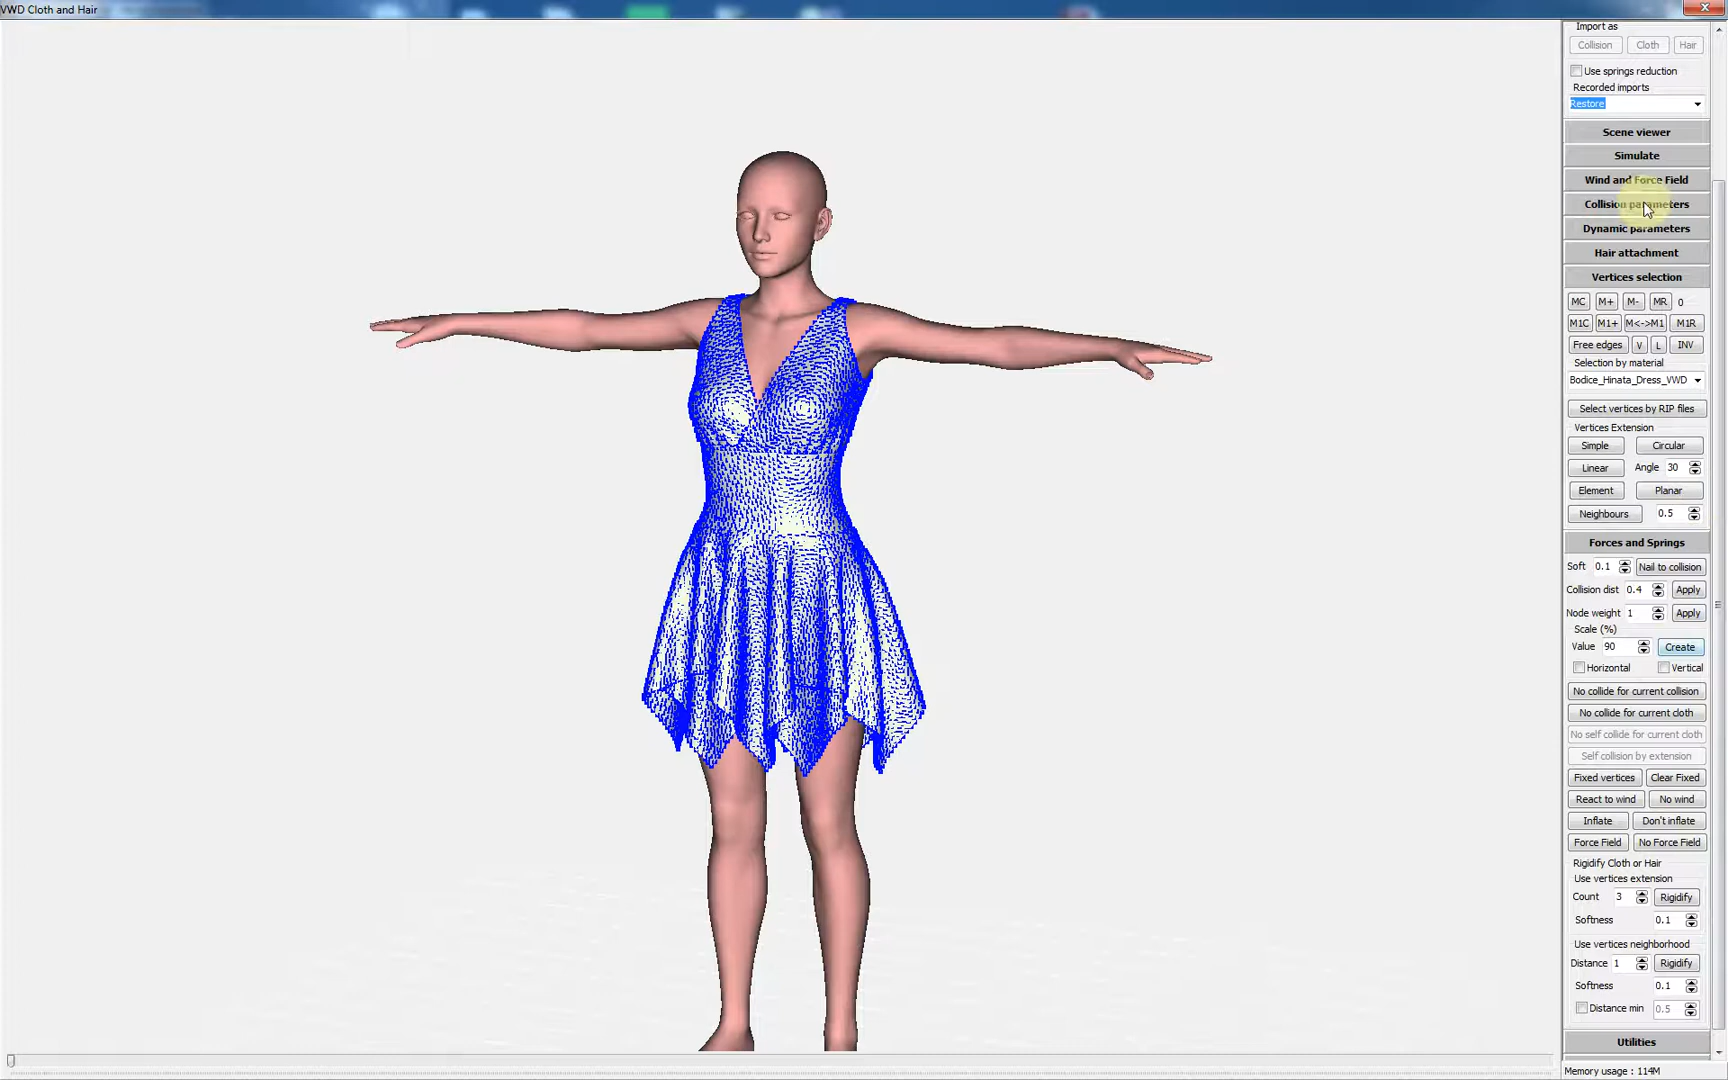 VWD Cloth and Hair
Import as
Collision Cloth Hair
Use springs reduction
Recorded imports
Restore
Scene viewer
Simulate
Wind and Force Field
Collision parameters
Dynamic parameters
Hair attachment
Vertices selection
MC M+ M- MR 0
M1C M1+ M<->M1 M1R
Free edges V L INV
Selection by material
Bodice_Hinata_Dress_VWD
Select vertices by RIP files
Vertices Extension
Simple Circular
Linear Angle 30
Element Planar
Neighbours 0.5
Forces and Springs
Soft 0.1 Nail to collision
Collision dist 0.4 Apply
Node weight 1 Apply
Scale (%)
Value 90 Create
Horizontal Vertical
No collide for current collision
No collide for current cloth
No self collide for current cloth
Self collision by extension
Fixed vertices Clear Fixed
React to wind No wind
Inflate Don't inflate
Force Field No Force Field
Rigidify Cloth or Hair
Use vertices extension
Count 3 Rigidify
Softness 0.1
Use vertices neighborhood
Distance 1 Rigidify
Softness 0.1
Distance min 0.5
Utilities
Memory usage : 114M